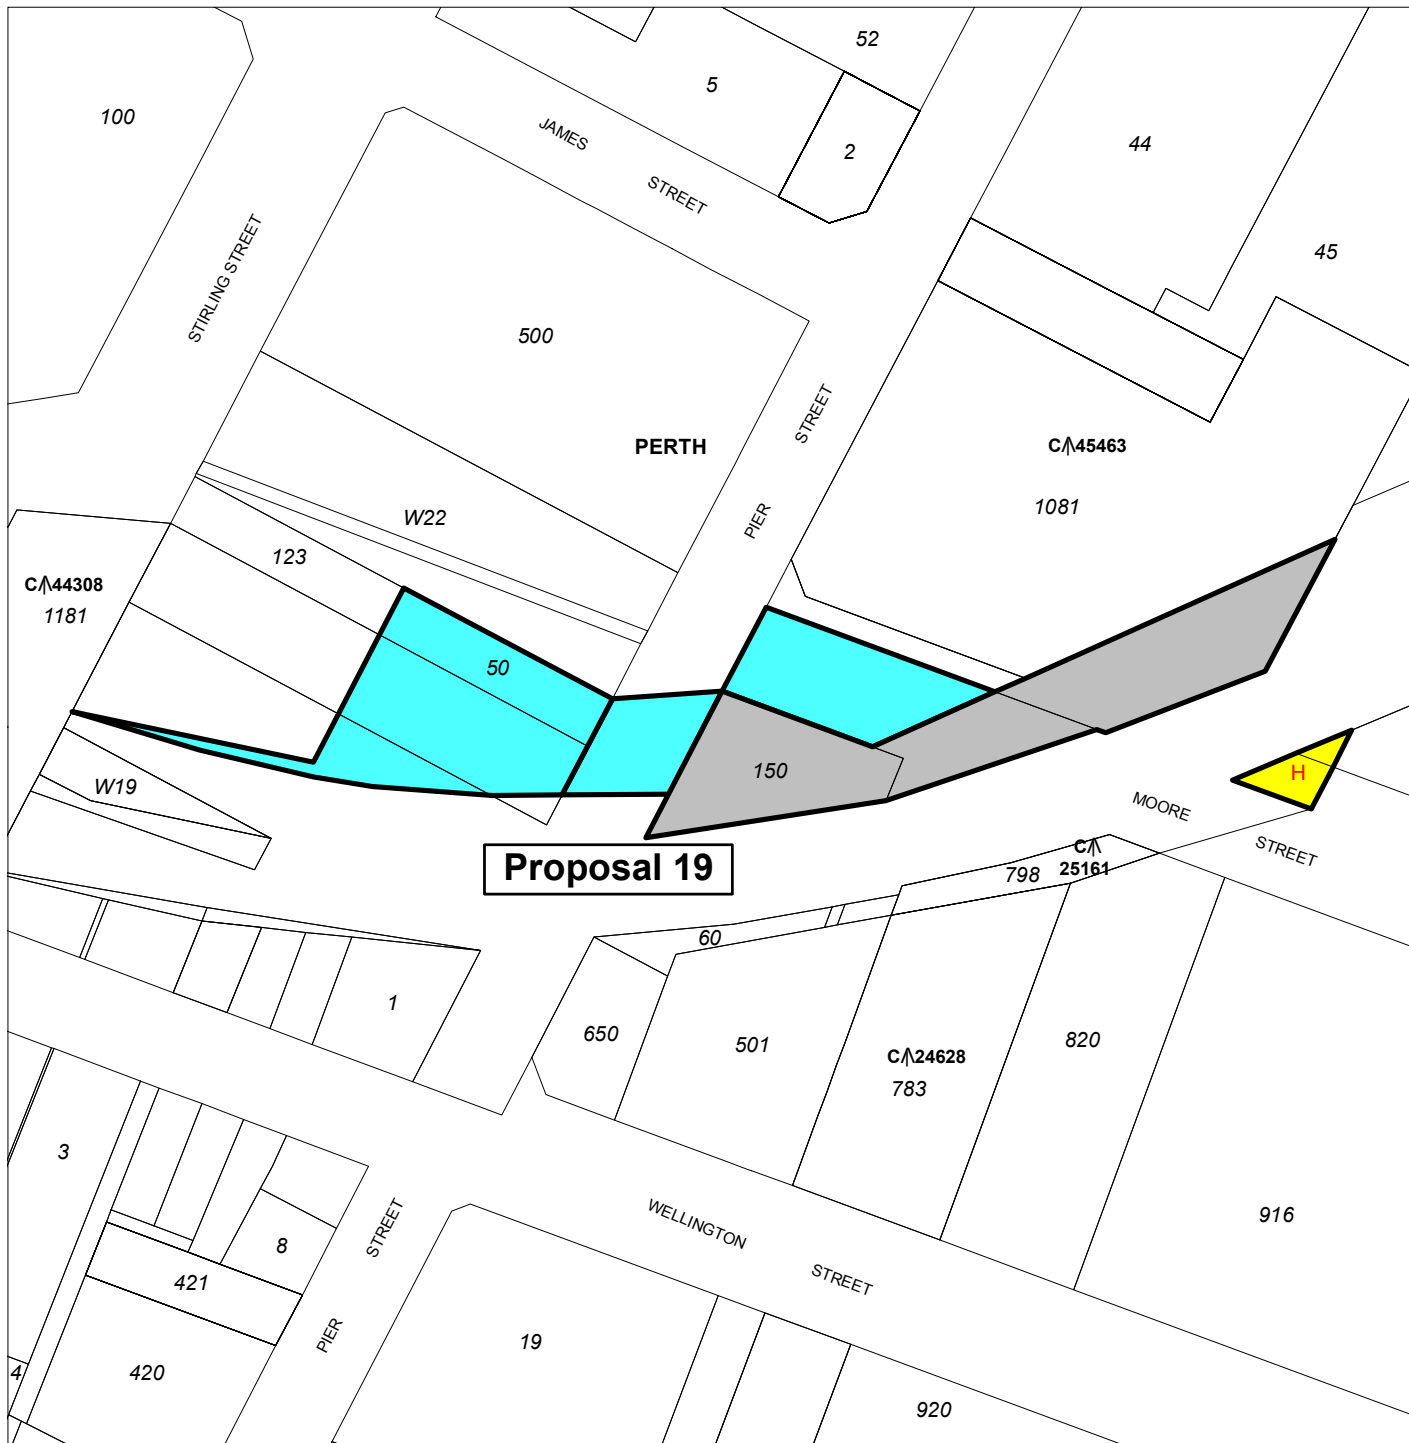 52
5
100
JAMES
44
2
STREET
STIRLING STREET
45
500
STREET
PERTH
C 45463
1081
W22
PIER
123
C 44308
1181
50
150
H
W19
MOORE
STREET
Proposal 19
C
25161
798
60
1
650
501
C 24628
783
820
3
STREET
WELLINGTON
916
8
STREET
421
PIER
19
4
420
920